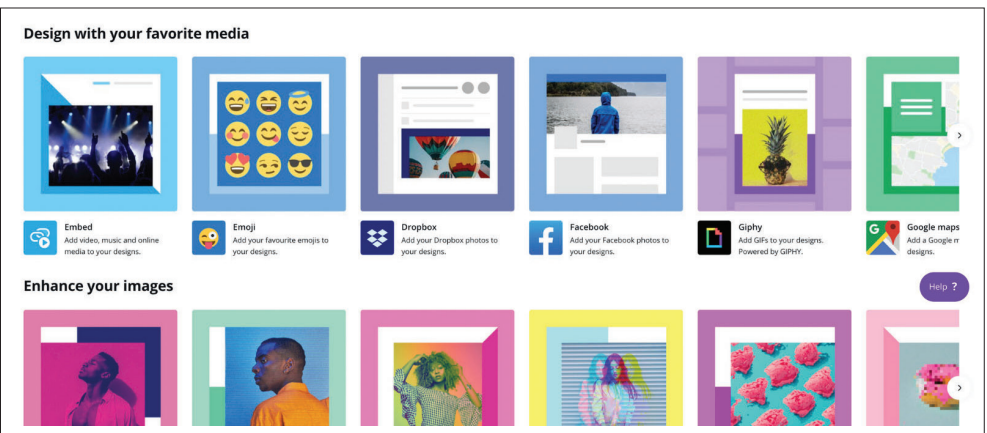 Design with your favorite media
Embed
Add video, music and online
media to your designs.
Emoji
Add your favourite emojis to
your designs.
Dropbox
Add your Dropbox photos to
your designs.
Facebook
Add your Facebook photos to
your designs.
Giphy
Add GIFs to your designs.
Powered by GIPHY.
Google maps
Add a Google
designs.
Enhance your images
Help ?